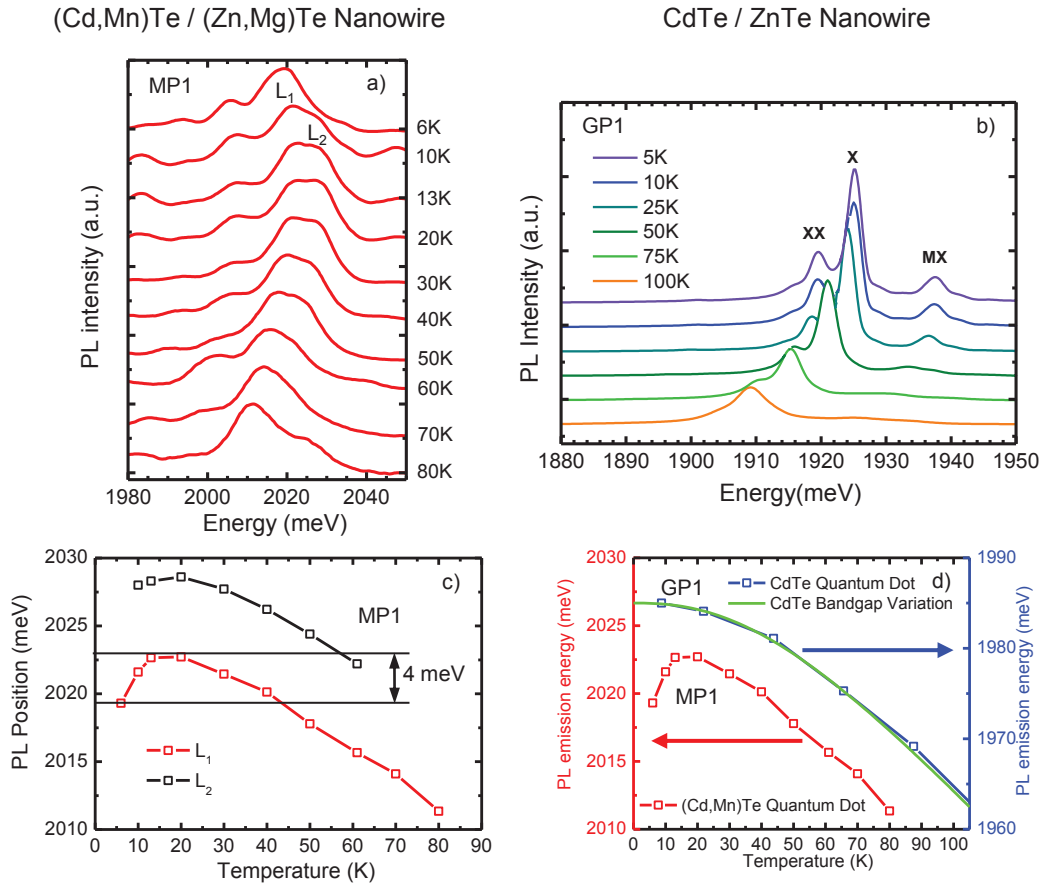 (Cd,Mn)Te / (Zn,Mg)Te Nanowire
CdTe / ZnTe Nanowire
MP1
a)
L1
L2
6K
10K
13K
20K
30K
40K
50K
60K
70K
80K
PL intensity (a.u.)
1980
2000
2020
2040
Energy (meV)
GP1
b)
5K
10K
25K
50K
75K
100K
XX
X
MX
PL Intensity (a.u.)
1880
1890
1900
1910
1920
1930
1940
1950
Energy(meV)
2030
2025
2020
2015
2010
PL Position (meV)
c)
MP1
4 meV
L1
L2
0
10
20
30
40
50
60
70
80
90
Temperature (K)
2030
2025
2020
2015
2010
PL emission energy (meV)
GP1
CdTe Quantum Dot
d)
CdTe Bandgap Variation
MP1
(Cd,Mn)Te Quantum Dot
0
10
20
30
40
50
60
70
80
90
100
Temperature (K)
1990
1980
1970
1960
PL emission energy (meV)